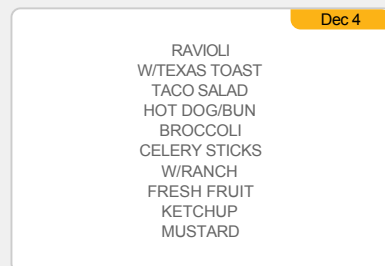 Dec 4
RAVIOLI
W/TEXAS TOAST
TACO SALAD
HOT DOG/BUN
BROCCOLI
CELERY STICKS
W/RANCH
FRESH FRUIT
KETCHUP
MUSTARD